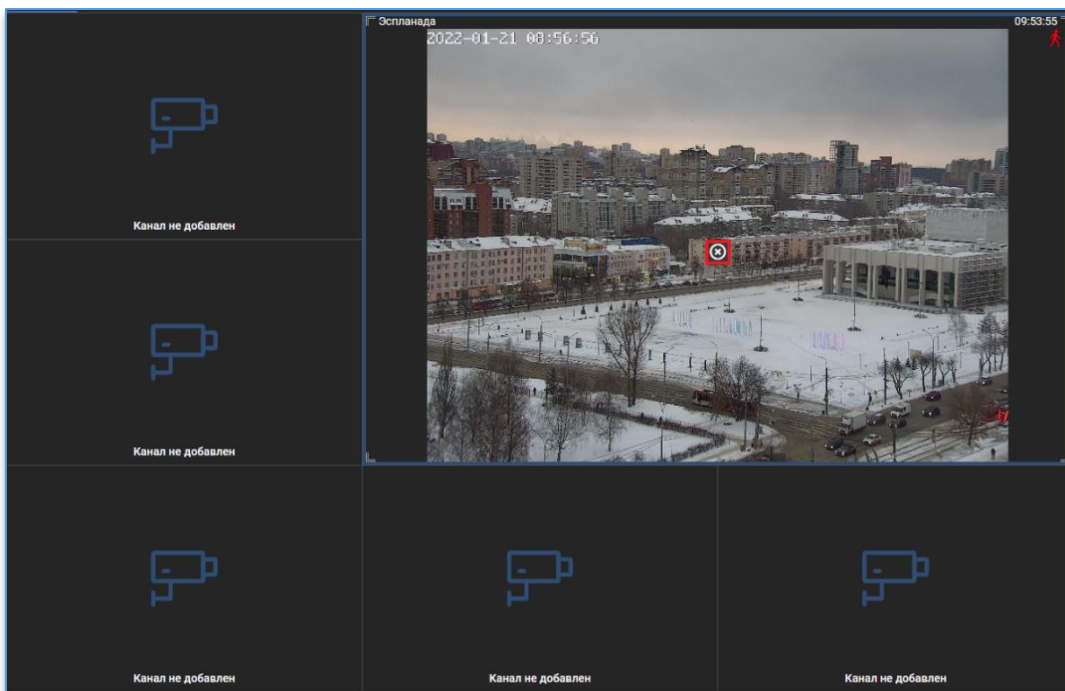 Эспланада
09:53:55
2022-01-21 08:56:56
Канал не добавлен
Канал не добавлен
Канал не добавлен
Канал не добавлен
Канал не добавлен